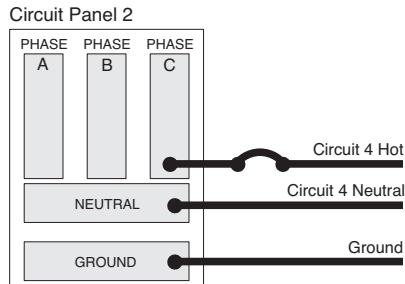 Circuit Panel 2
PHASE PHASE PHASE
A B C
Circuit 4 Hot
Circuit 4 Neutral
NEUTRAL
Ground
GROUND